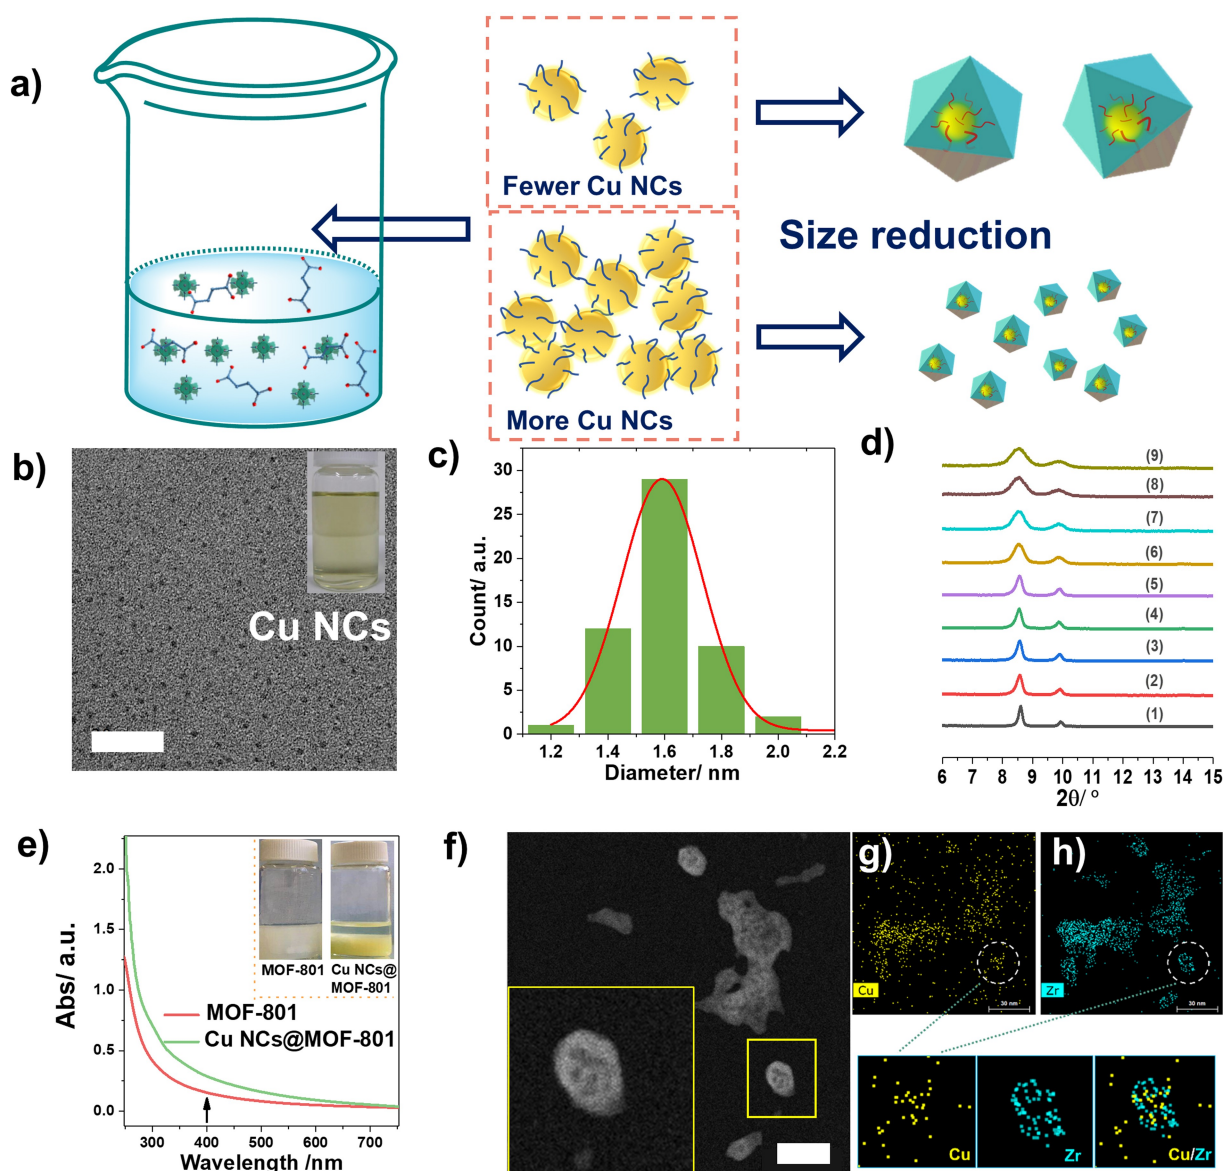 a)
Fewer Cu NCs
Size reduction
More Cu NCs
b)
Cu NCs
c)
Count/ a.u.
30
25
20
15
10
5
0
1.2 1.4 1.6 1.8 2.0 2.2
Diameter/ nm
d)
(9)
(8)
(7)
(6)
(5)
(4)
(3)
(2)
(1)
6 7 8 9 10 11 12 13 14 15
2θ/ °
e)
Abs/ a.u.
2.0
1.5
1.0
0.5
0.0
MOF-801
Cu NCs@
MOF-801
MOF-801
Cu NCs@MOF-801
300 400 500 600 700
Wavelength /nm
f)
g)
Cu
30 nm
h)
Zr
30 nm
Cu
Zr
Cu/Zr